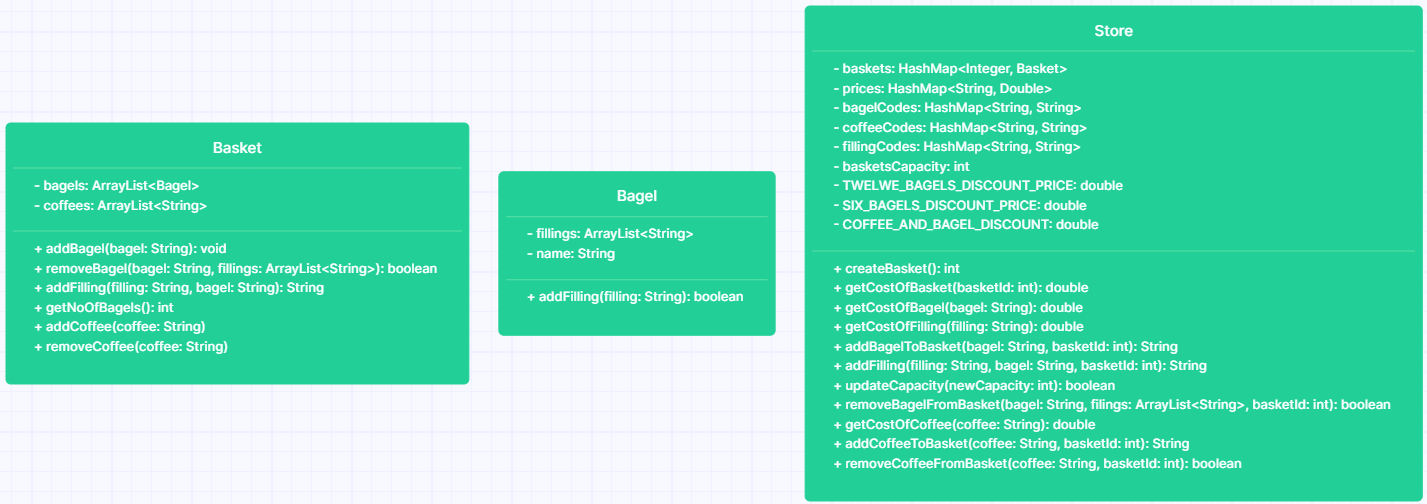 Basket
- bagels: ArrayList<Bagel>
- coffees: ArrayList<String>
+ addBagel(bagel: String): void
+ removeBagel(bagel: String, fillings: ArrayList<String>): boolean
+ addFilling(filling: String, bagel: String): String
+ getNoOfBagels(): int
+ addCoffee(coffee: String)
+ removeCoffee(coffee: String)
Bagel
- fillings: ArrayList<String>
- name: String
+ addFilling(filling: String): boolean
Store
- baskets: HashMap<Integer, Basket>
- prices: HashMap<String, Double>
- bagelCodes: HashMap<String, String>
- coffeeCodes: HashMap<String, String>
- fillingCodes: HashMap<String, String>
- basketsCapacity: int
- TWELWE_BAGELS_DISCOUNT_PRICE: double
- SIX_BAGELS_DISCOUNT_PRICE: double
- COFFEE_AND_BAGEL_DISCOUNT: double
+ createBasket(): int
+ getCostOfBasket(basketId: int): double
+ getCostOfBagel(bagel: String): double
+ getCostOfFilling(filling: String): double
+ addBagelToBasket(bagel: String, basketId: int): String
+ addFilling(filling: String, bagel: String, basketId: int): String
+ updateCapacity(newCapacity: int): boolean
+ removeBagelFromBasket(bagel: String, filings: ArrayList<String>, basketId: int): boolean
+ getCostOfCoffee(coffee: String): double
+ addCoffeeToBasket(coffee: String, basketId: int): String
+ removeCoffeeFromBasket(coffee: String, basketId: int): boolean